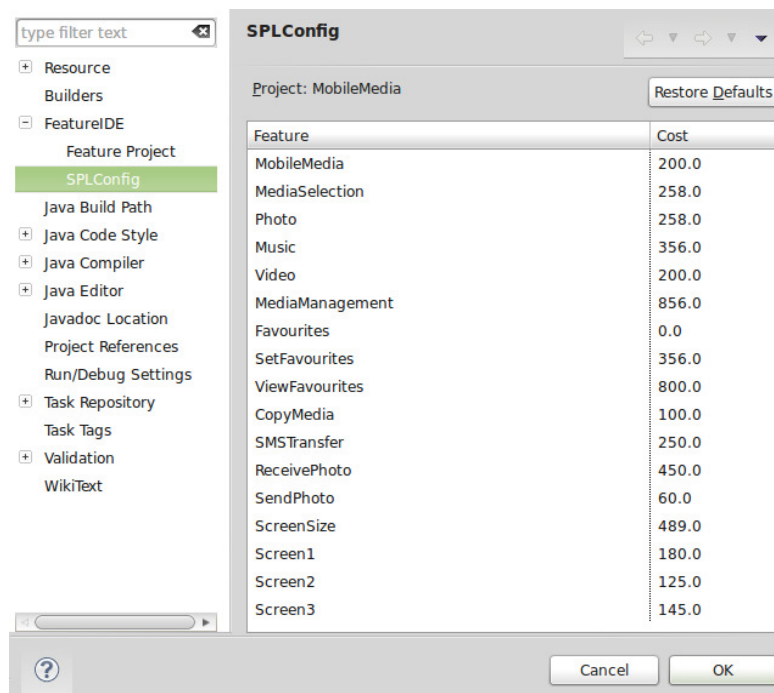 type filter text
Resource
Builders
FeatureIDE
Feature Project
SPLConfig
Java Build Path
Java Code Style
Java Compiler
Java Editor
Javadoc Location
Project References
Run/Debug Settings
Task Repository
Task Tags
Validation
WikiText
SPLConfig
Project: MobileMedia
Restore Defaults
Feature Cost
MobileMedia 200.0
MediaSelection 258.0
Photo 258.0
Music 356.0
Video 200.0
MediaManagement 856.0
Favourites 0.0
SetFavourites 356.0
ViewFavourites 800.0
CopyMedia 100.0
SMSTransfer 250.0
ReceivePhoto 450.0
SendPhoto 60.0
ScreenSize 489.0
Screen1 180.0
Screen2 125.0
Screen3 145.0
?
Cancel
OK